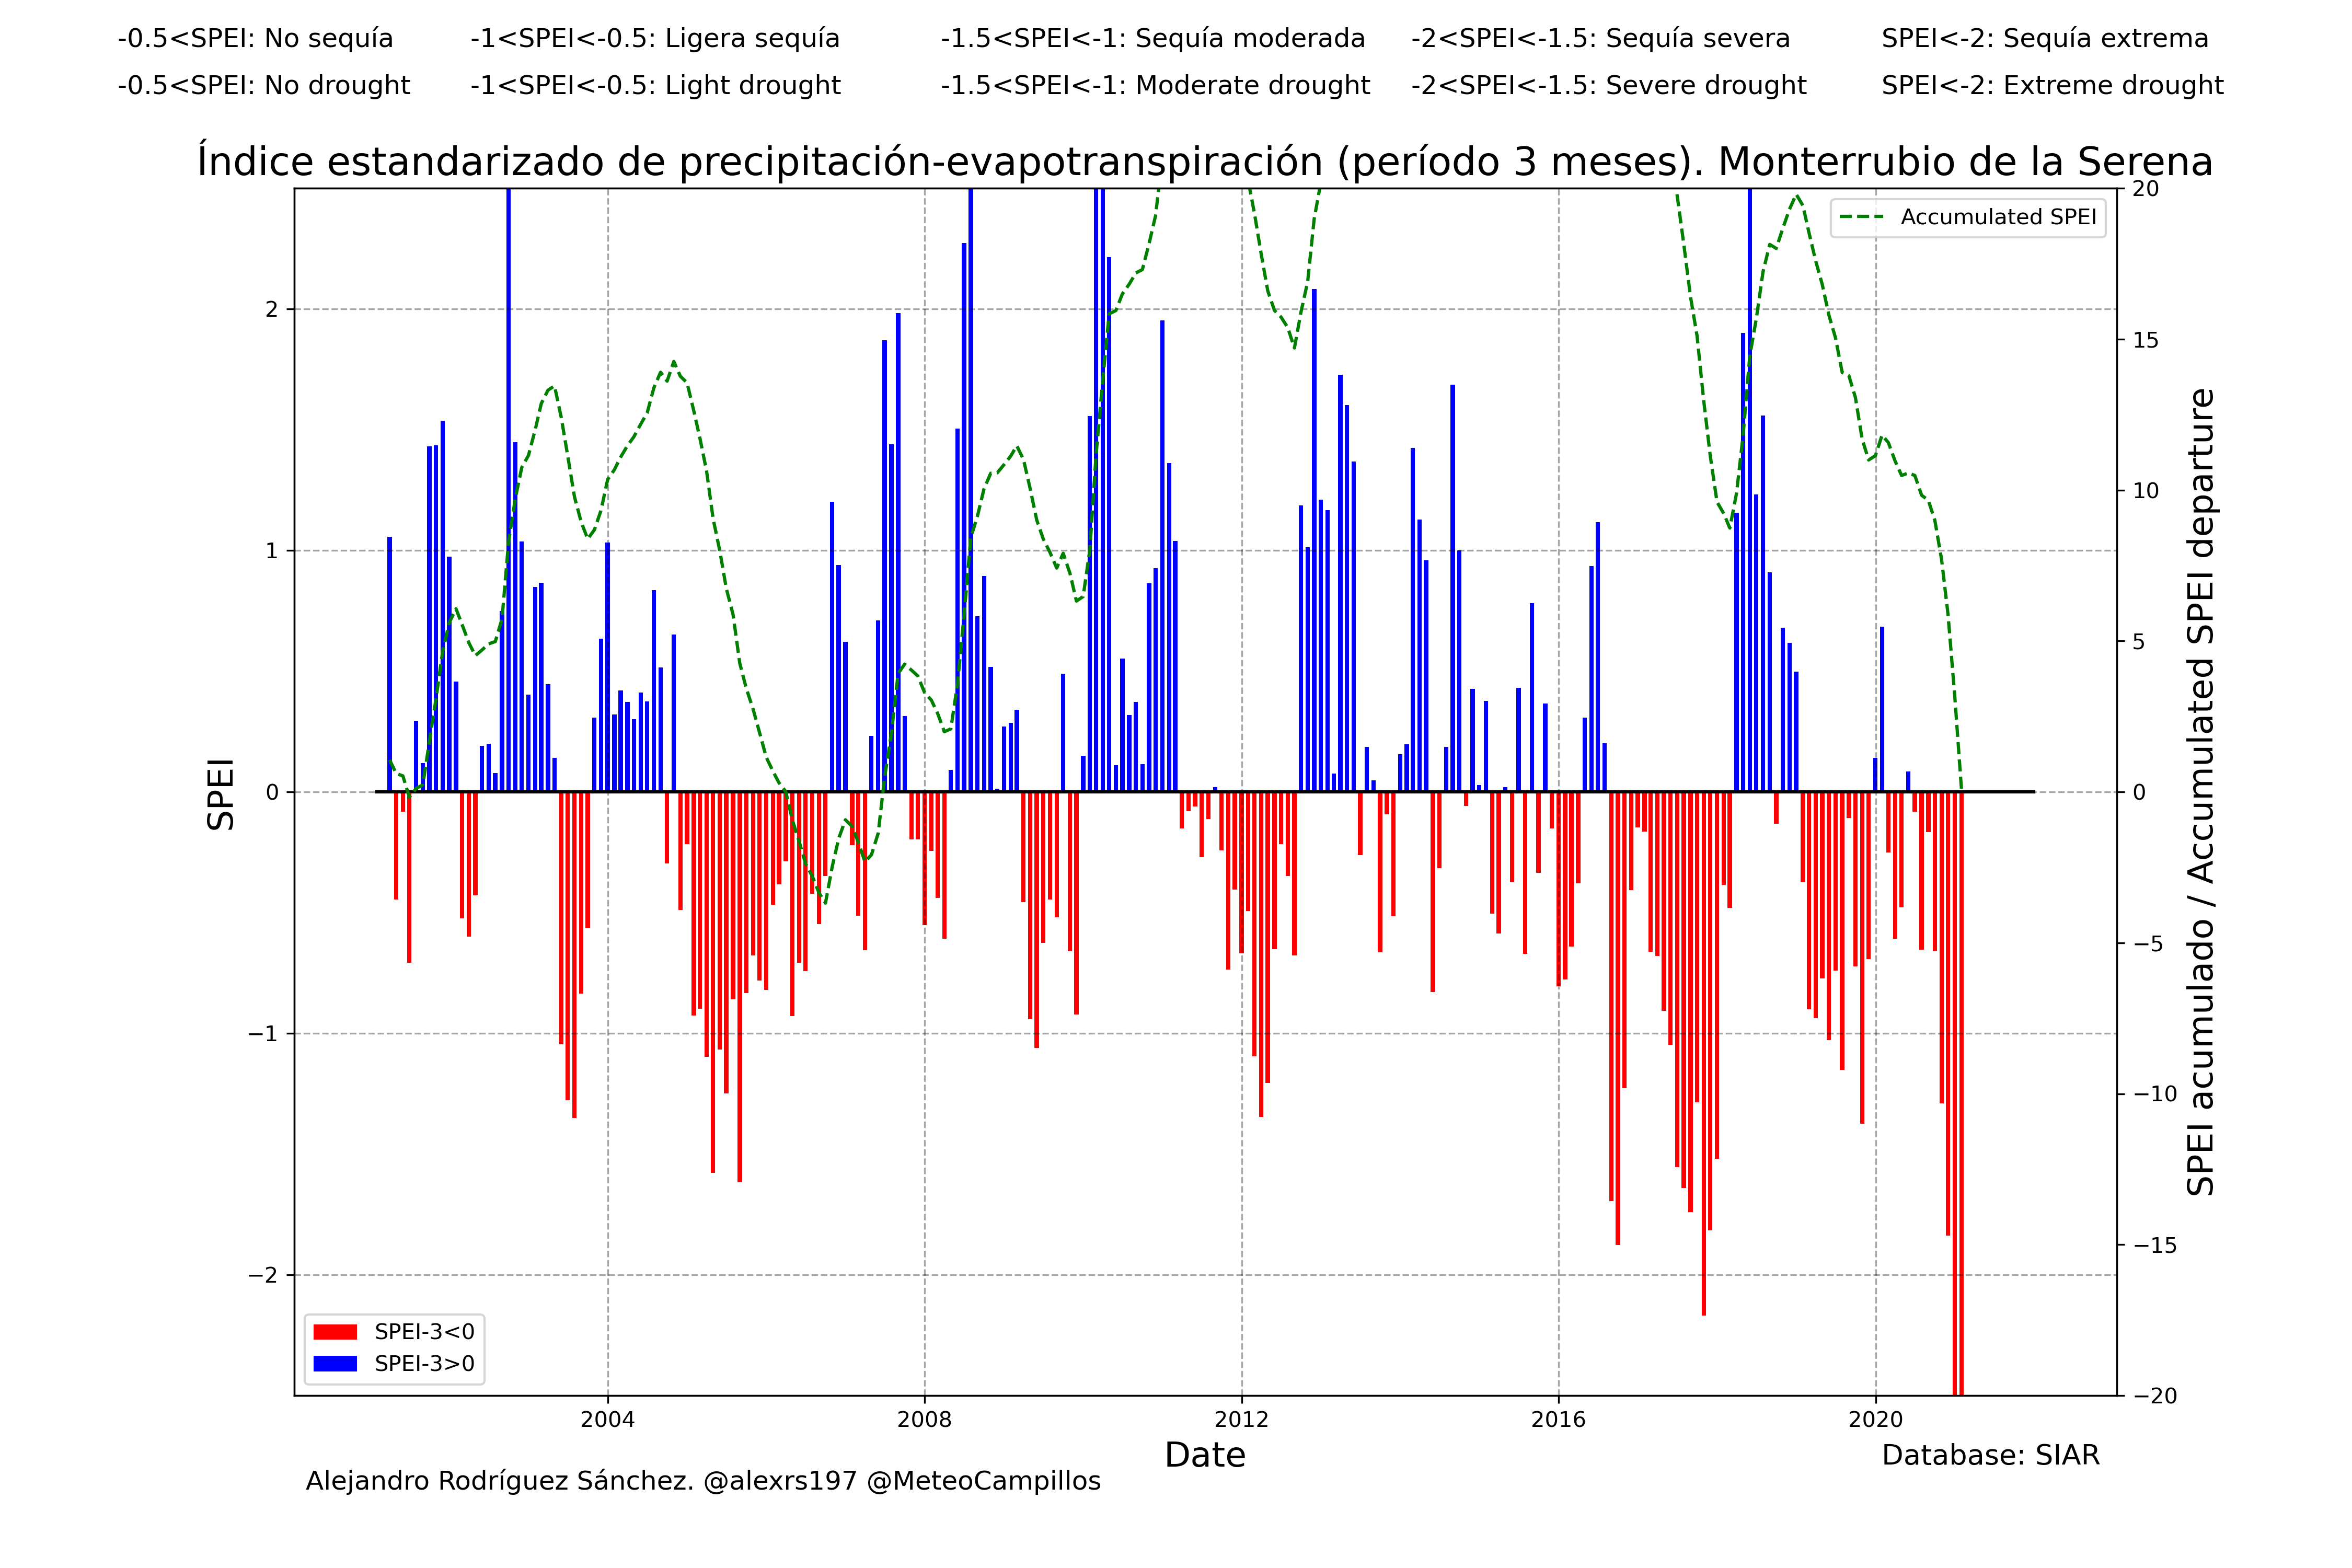 -0.5<SPEI: No sequía -1<SPEI<-0.5: Ligera sequía -1.5<SPEI<-1: Sequía moderada -2<SPEI<-1.5: Sequía severa SPEI<-2: Sequía extrema
-0.5<SPEI: No drought -1<SPEI<-0.5: Light drought -1.5<SPEI<-1: Moderate drought -2<SPEI<-1.5: Severe drought SPEI<-2: Extreme drought
Índice estandarizado de precipitación-evapotranspiración (período 3 meses). Monterrubio de la Serena
Accumulated SPEI
SPEI
2
1
0
−1
−2
20
15
10
5
0
−5
−10
−15
−20
SPEI acumulado / Accumulated SPEI departure
SPEI-3<0
SPEI-3>0
2004 2008 2012 2016 2020
Date
Database: SIAR
Alejandro Rodríguez Sánchez. @alexrs197 @MeteoCampillos